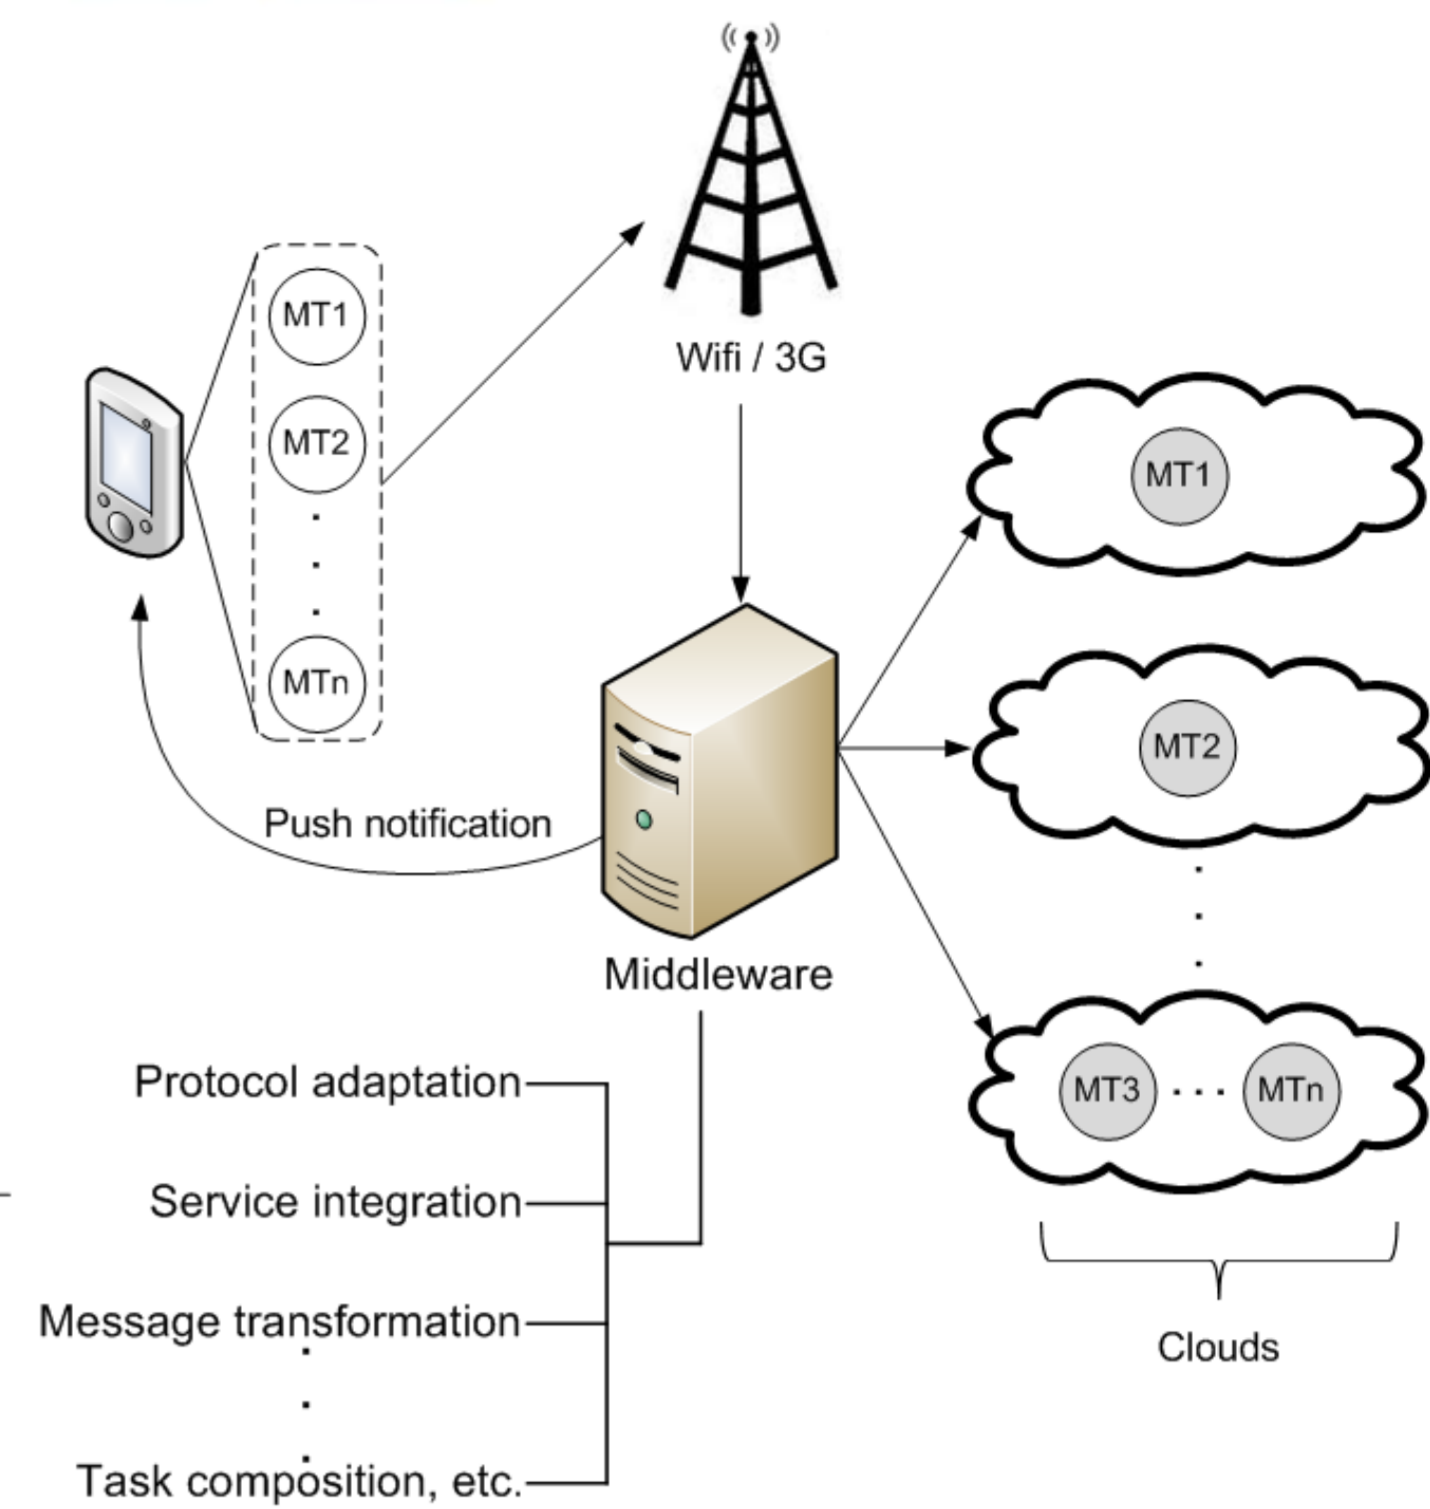 Wifi / 3G
MT1
MT2
MTn
Push notification
Middleware
MT1
MT2
MT3 ... MTn
Clouds
Protocol adaptation
Service integration
Message transformation
Task composition, etc.